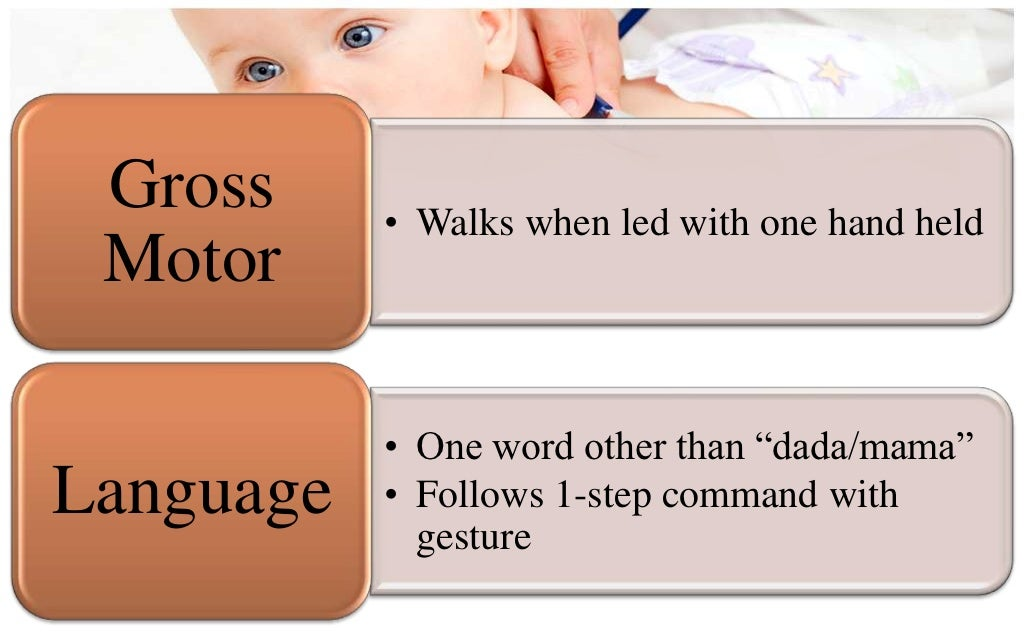 Gross
Motor
• Walks when led with one hand held
Language
• One word other than “dada/mama”
• Follows 1-step command with
gesture